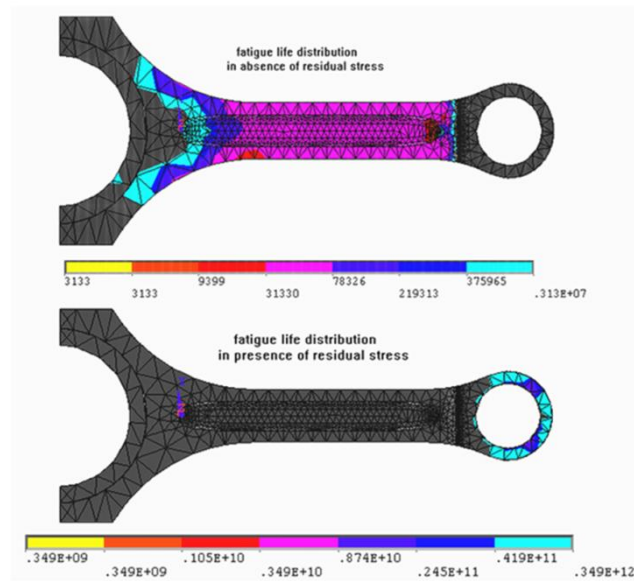 fatigue life distribution
in absence of residual stress
3133 9399 78326 375965
3133 31330 219313 .313E+07
fatigue life distribution
in presence of residual stress
.349E+09 .105E+10 .874E+10 .419E+11
.349E+09 .349E+10 .245E+11 .349E+12